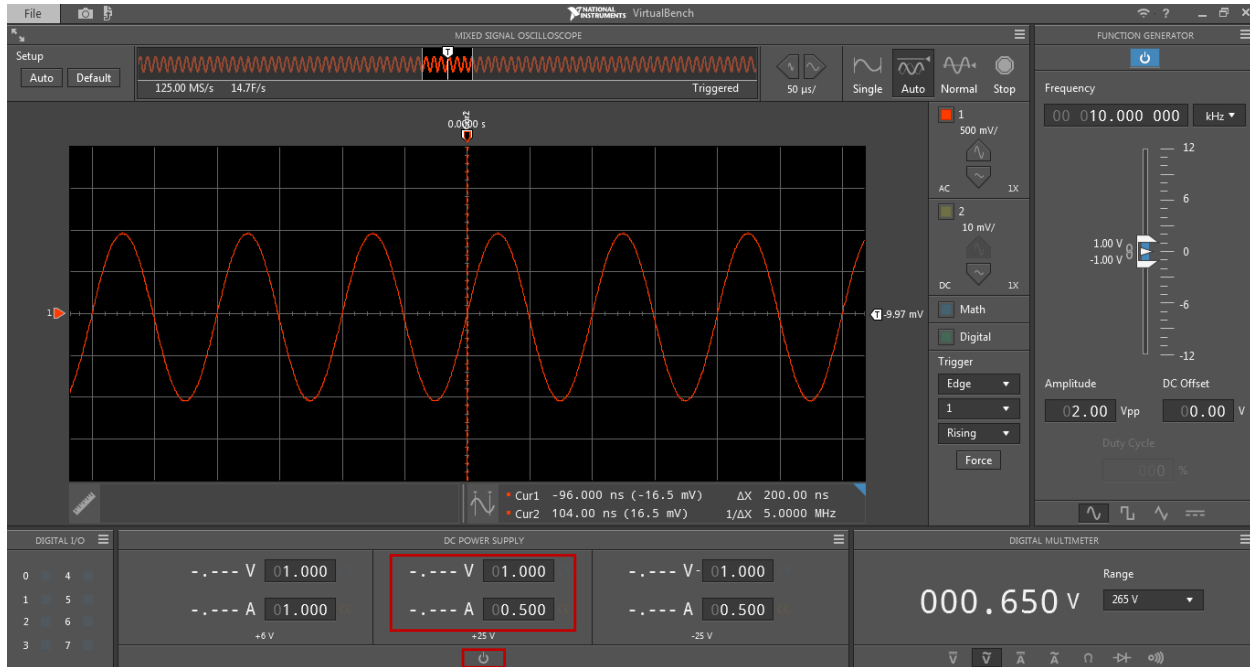 File
NATIONAL INSTRUMENTS VirtualBench
?
MIXED SIGNAL OSCILLOSCOPE
Setup
Auto Default
T
125.00 MS/s 14.7F/s Triggered
50 µs/
Single Auto Normal Stop
0.0000 s
Cur2
1
T -9.97 mV
Cur1 -96.000 ns (-16.5 mV) ΔX 200.00 ns
Cur2 104.00 ns (16.5 mV) 1/ΔX 5.0000 MHz
1
500 mV/
AC 1X
2
10 mV/
DC 1X
Math
Digital
Trigger
Edge
1
Rising
Force
FUNCTION GENERATOR
Frequency
00 010.000 000 kHz
12
6
1.00 V
0
-1.00 V
-6
-12
Amplitude DC Offset
02.00 Vpp 00.00 V
Duty Cycle
000 %
DIGITAL I/O
0 4
1 5
2 6
3 7
DC POWER SUPPLY
-.--- V 01.000 -.--- V 01.000 -.--- V - 01.000
-.--- A 01.000 -.--- A 00.500 -.--- A 00.500
+6 V +25 V -25 V
DIGITAL MULTIMETER
000.650 V
Range
265 V
V V A A Ω